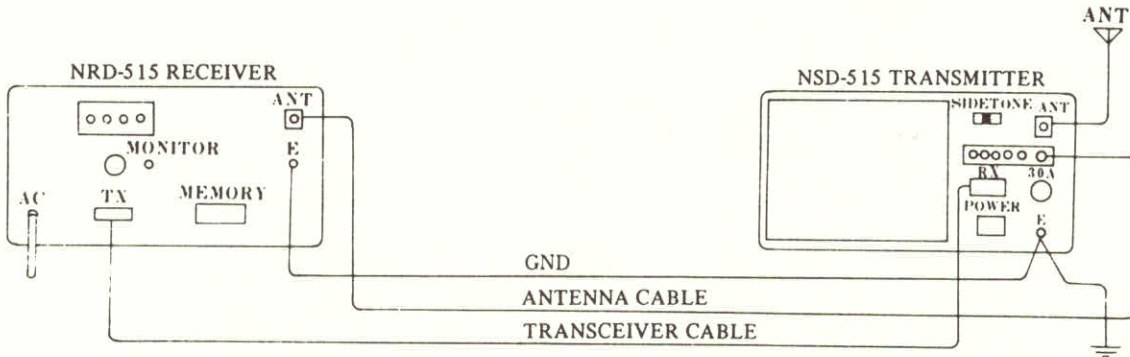 ANT
NRD-515 RECEIVER
NSD-515 TRANSMITTER
ANT
SIDETONE ANT
MONITOR
E
RX 30A
AC
TX
MEMORY
POWER
E
GND
ANTENNA CABLE
TRANSCEIVER CABLE